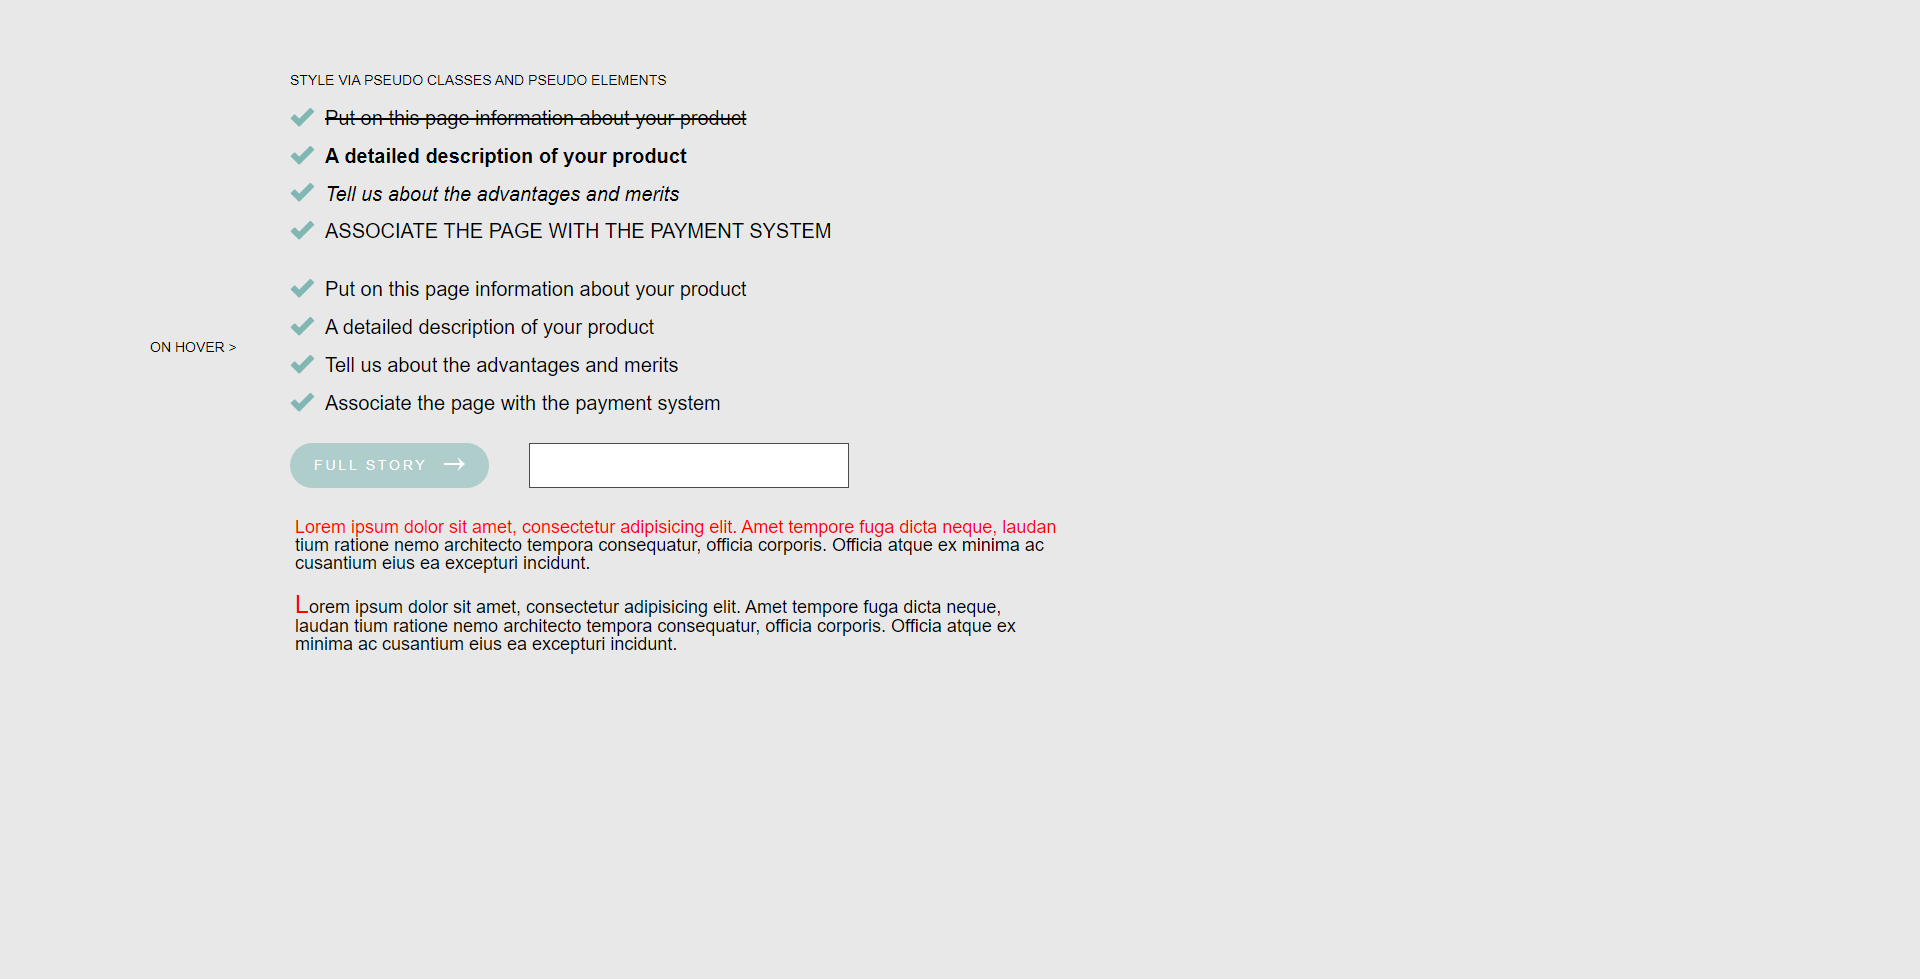 STYLE VIA PSEUDO CLASSES AND PSEUDO ELEMENTS
Put on this page information about your product
A detailed description of your product
Tell us about the advantages and merits
ASSOCIATE THE PAGE WITH THE PAYMENT SYSTEM
Put on this page information about your product
A detailed description of your product
ON HOVER >
Tell us about the advantages and merits
Associate the page with the payment system
FULL STORY →
Lorem ipsum dolor sit amet, consectetur adipisicing elit. Amet tempore fuga dicta neque, laudan
tium ratione nemo architecto tempora consequatur, officia corporis. Officia atque ex minima ac
cusantium eius ea excepturi incidunt.
Lorem ipsum dolor sit amet, consectetur adipisicing elit. Amet tempore fuga dicta neque,
laudan tium ratione nemo architecto tempora consequatur, officia corporis. Officia atque ex
minima ac cusantium eius ea excepturi incidunt.